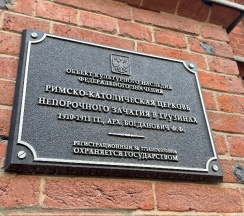 ОБЪЕКТ КУЛЬТУРНОГО НАСЛЕДИЯ
ФЕДЕРАЛЬНОГО ЗНАЧЕНИЯ
РИМСКО-КАТОЛИЧЕСКАЯ ЦЕРКОВЬ
НЕПОРОЧНОГО ЗАЧАТИЯ В ГРУЗИНАХ
1910-1911 ГГ., АРХ. БОГДАНОВИЧ Ф.Ф.
РЕГИСТРАЦИОННЫЙ №
ОХРАНЯЕТСЯ ГОСУДАРСТВОМ